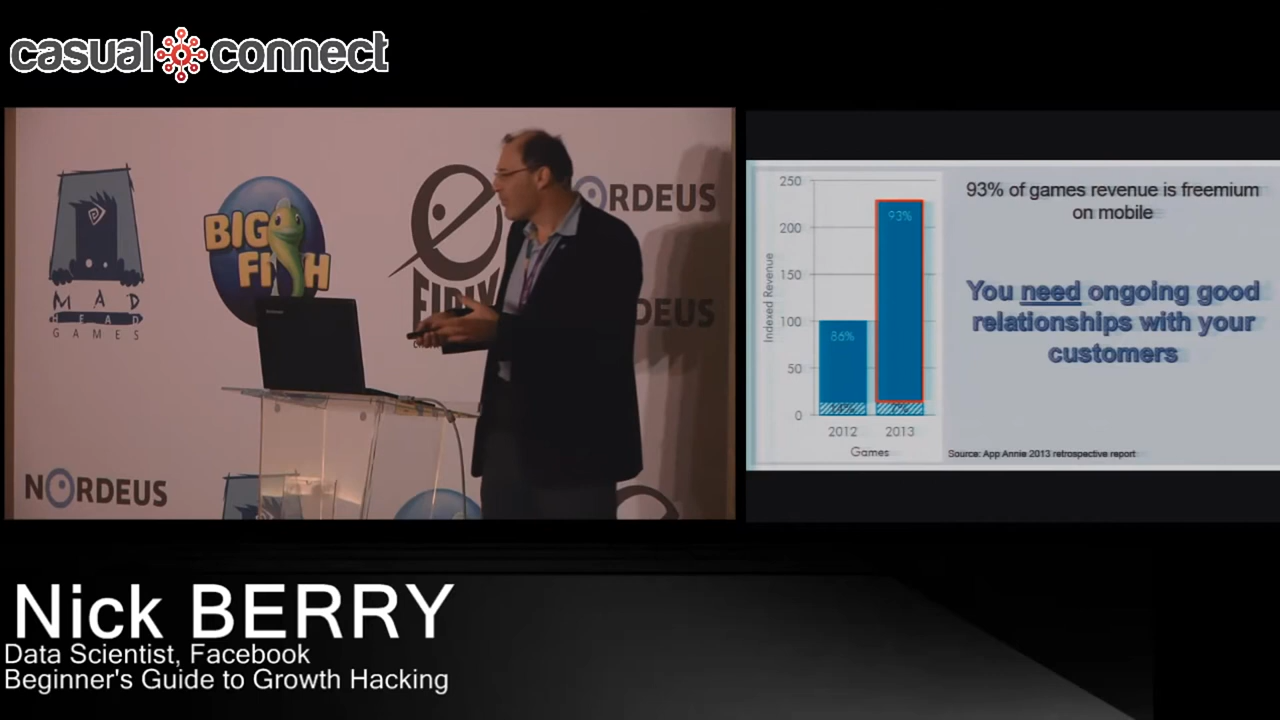 casual connect
MAD
HEAD
GAMES
BIG
FISH
NORDEUS
250
200
150
100
50
0
Indexed Revenue
93%
86%
2012
2013
Games
93% of games revenue is freemium
on mobile
You need ongoing good
relationships with your
customers
Source: App Annie 2013 retrospective report
Nick BERRY
Data Scientist, Facebook
Beginner's Guide to Growth Hacking